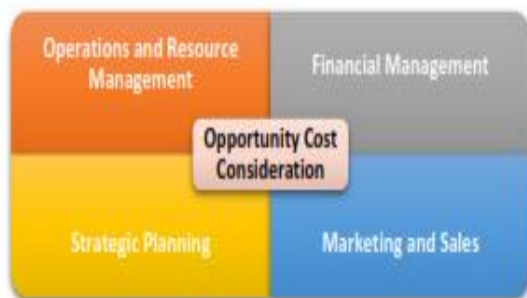 Operations and Resource
Management
Financial Management
Opportunity Cost
Consideration
Strategic Planning
Marketing and Sales